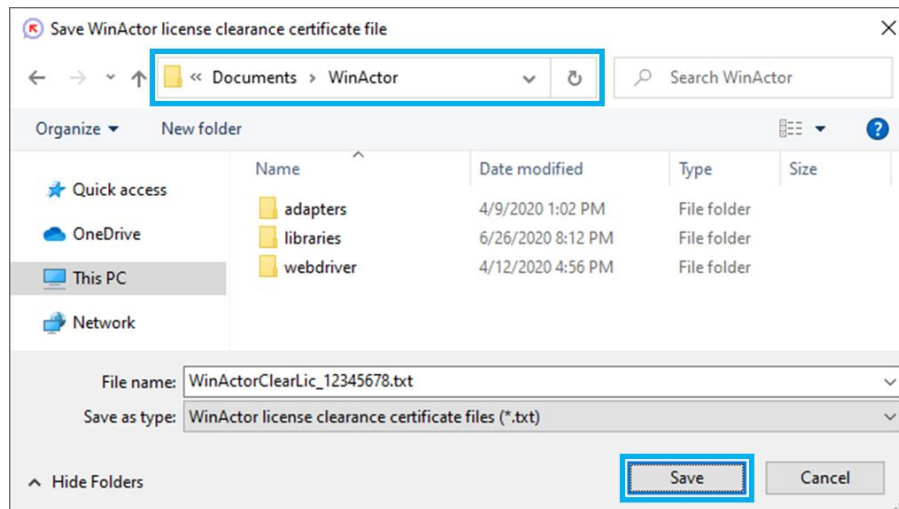 Save WinActor license clearance certificate file
« Documents › WinActor
Search WinActor
Organize
New folder
Name Date modified Type Size
Quick access
OneDrive
This PC
Network
adapters 4/9/2020 1:02 PM File folder
libraries 6/26/2020 8:12 PM File folder
webdriver 4/12/2020 4:56 PM File folder
File name: WinActorClearLic_12345678.txt
Save as type: WinActor license clearance certificate files (*.txt)
Hide Folders
Save
Cancel